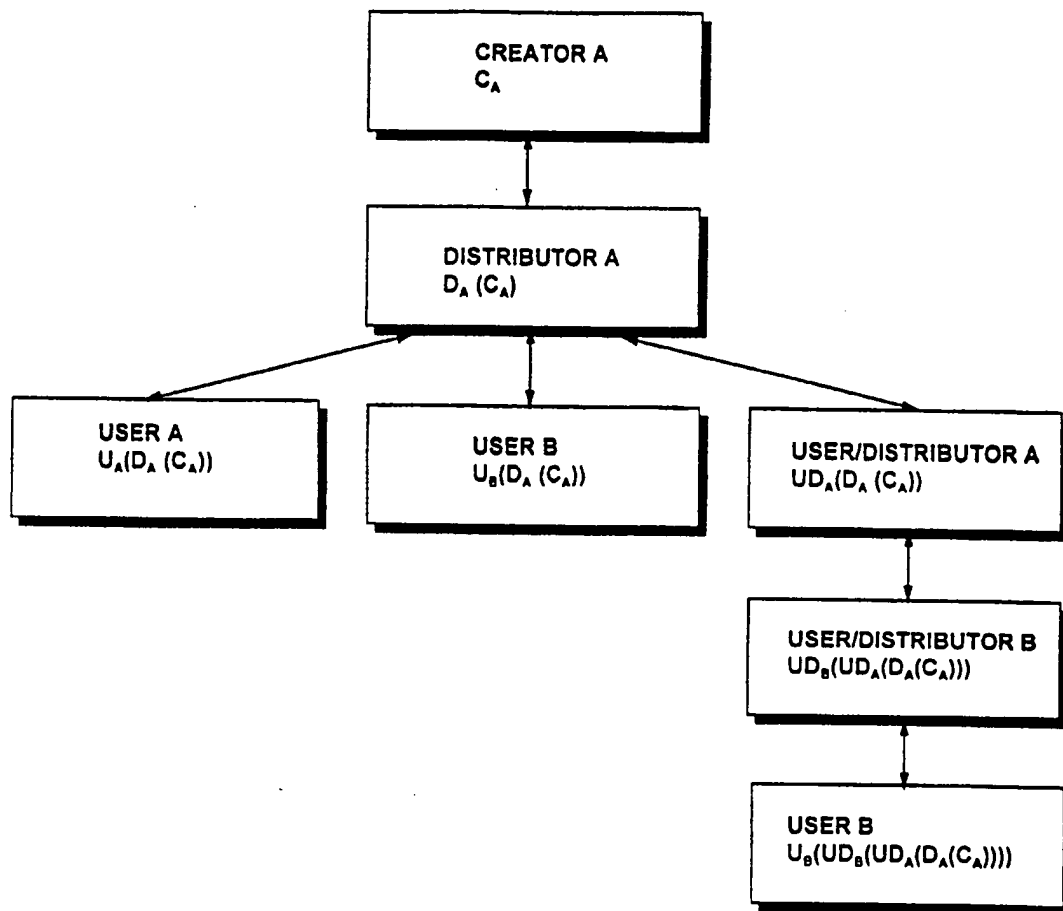 CREATOR A
C_A
DISTRIBUTOR A
D_A (C_A)
USER A
U_A(D_A (C_A))
USER B
U_B(D_A (C_A))
USER/DISTRIBUTOR A
UD_A(D_A (C_A))
USER/DISTRIBUTOR B
UD_B(UD_A(D_A(C_A)))
USER B
U_B(UD_B(UD_A(D_A(C_A))))